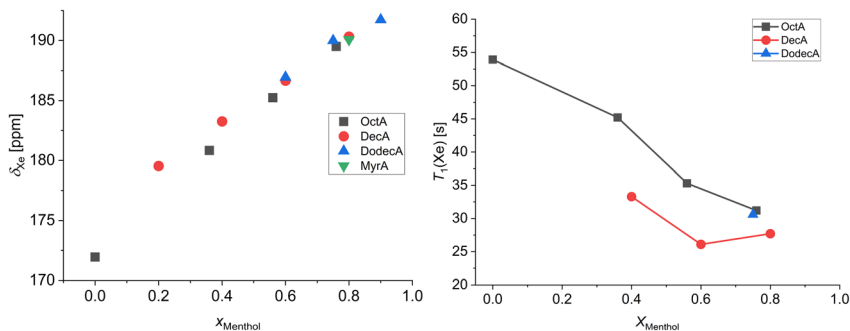 190
185
180
175
170
δXe [ppm]
OctA
DecA
DodecA
MyrA
0.0 0.2 0.4 0.6 0.8 1.0
xMenthol
60
55
50
45
40
35
30
25
20
T1(Xe) [s]
OctA
DecA
DodecA
0.0 0.2 0.4 0.6 0.8 1.0
XMenthol